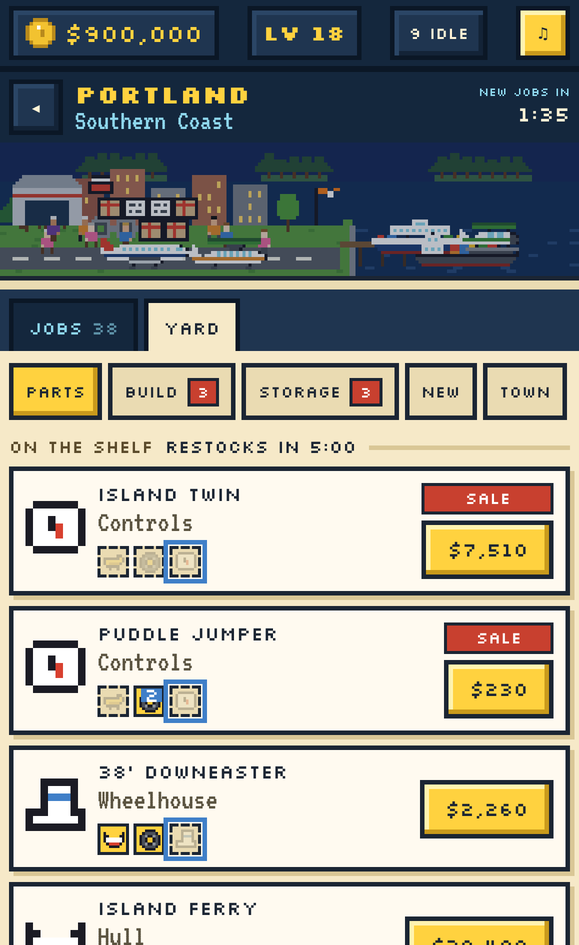 $900,000
LV 18
9 IDLE
PORTLAND
Southern Coast
NEW JOBS IN
1:35
JOBS 38
YARD
PARTS
BUILD 3
STORAGE 3
NEW
TOWN
ON THE SHELF RESTOCKS IN 5:00
ISLAND TWIN
Controls
SALE
$7,510
PUDDLE JUMPER
Controls
2
SALE
$230
38' DOWNEASTER
Wheelhouse
$2,260
ISLAND FERRY
Hull